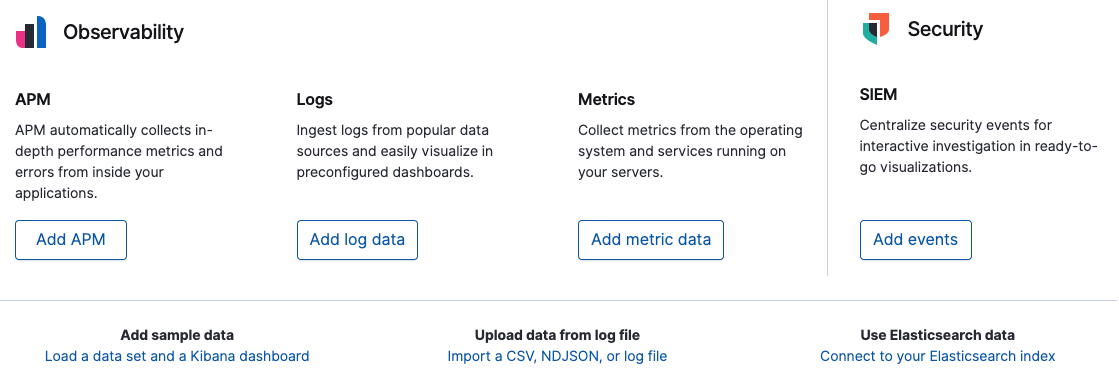 Observability
Security
APM
APM automatically collects in-
depth performance metrics and
errors from inside your
applications.
Add APM
Logs
Ingest logs from popular data
sources and easily visualize in
preconfigured dashboards.
Add log data
Metrics
Collect metrics from the operating
system and services running on
your servers.
Add metric data
SIEM
Centralize security events for
interactive investigation in ready-to-
go visualizations.
Add events
Add sample data
Load a data set and a Kibana dashboard
Upload data from log file
Import a CSV, NDJSON, or log file
Use Elasticsearch data
Connect to your Elasticsearch index